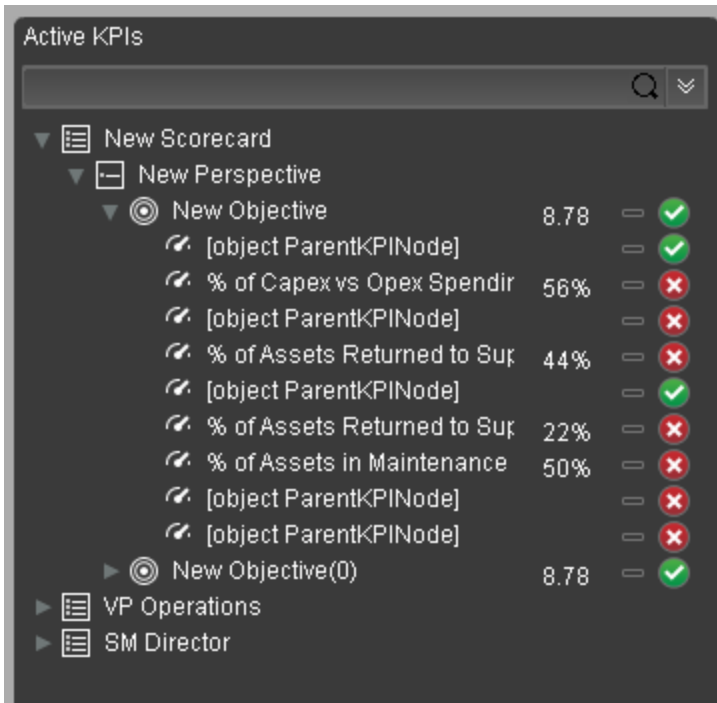 Active KPIs
New Scorecard
New Perspective
New Objective 8.78
[object ParentKPINode]
% of Capex vs Opex Spendir 56%
[object ParentKPINode]
% of Assets Returned to Sup 44%
[object ParentKPINode]
% of Assets Returned to Sup 22%
% of Assets in Maintenance 50%
[object ParentKPINode]
[object ParentKPINode]
New Objective(0) 8.78
VP Operations
SM Director